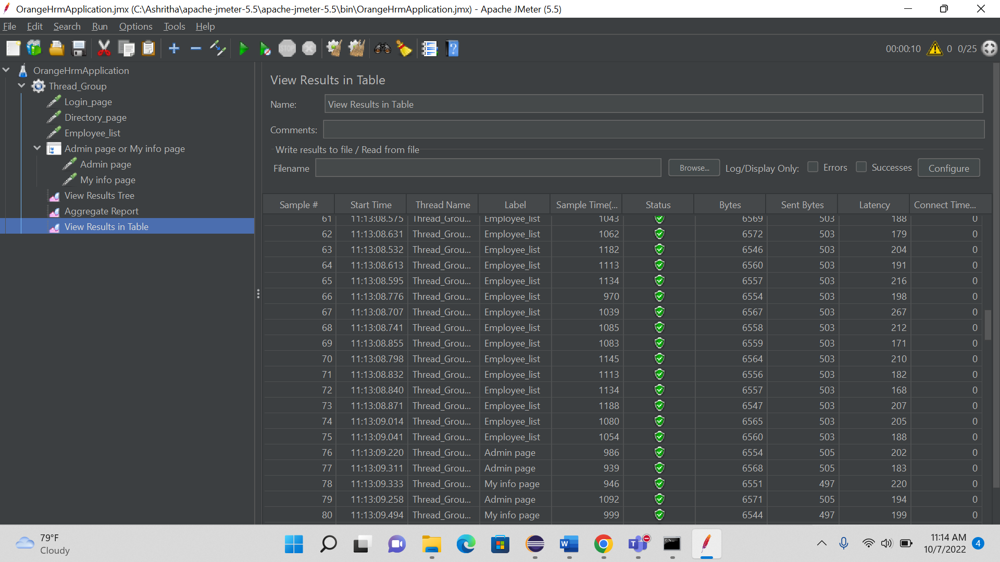 OrangeHrmApplication.jmx (C:\Ashritha\apache-jmeter-5.5\apache-jmeter-5.5\bin\OrangeHrmApplication.jmx) - Apache JMeter (5.5)
File Edit Search Run Options Tools Help
00:00:10 0 0/25
OrangeHrmApplication
Thread_Group
Login_page
Directory_page
Employee_list
Admin page or My info page
Admin page
My info page
View Results Tree
Aggregate Report
View Results in Table
View Results in Table
Name: View Results in Table
Comments:
Write results to file / Read from file
Filename Browse... Log/Display Only: Errors Successes Configure
Sample # Start Time Thread Name Label Sample Time(... Status Bytes Sent Bytes Latency Connect Time...
61 11:13:08.575 Thread_Grou... Employee_list 1043 6569 503 188 0
62 11:13:08.631 Thread_Grou... Employee_list 1062 6572 503 179 0
63 11:13:08.532 Thread_Grou... Employee_list 1182 6546 503 204 0
64 11:13:08.613 Thread_Grou... Employee_list 1113 6560 503 191 0
65 11:13:08.595 Thread_Grou... Employee_list 1134 6557 503 216 0
66 11:13:08.776 Thread_Grou... Employee_list 970 6554 503 198 0
67 11:13:08.707 Thread_Grou... Employee_list 1039 6567 503 267 0
68 11:13:08.741 Thread_Grou... Employee_list 1085 6558 503 212 0
69 11:13:08.855 Thread_Grou... Employee_list 1083 6559 503 171 0
70 11:13:08.798 Thread_Grou... Employee_list 1145 6564 503 210 0
71 11:13:08.832 Thread_Grou... Employee_list 1113 6556 503 182 0
72 11:13:08.840 Thread_Grou... Employee_list 1134 6557 503 168 0
73 11:13:08.871 Thread_Grou... Employee_list 1188 6547 503 207 0
74 11:13:09.014 Thread_Grou... Employee_list 1080 6565 503 205 0
75 11:13:09.041 Thread_Grou... Employee_list 1054 6560 503 188 0
76 11:13:09.220 Thread_Grou... Admin page 986 6554 505 202 0
77 11:13:09.311 Thread_Grou... Admin page 939 6568 505 183 0
78 11:13:09.333 Thread_Grou... My info page 946 6551 497 220 0
79 11:13:09.258 Thread_Grou... Admin page 1092 6571 505 194 0
80 11:13:09.494 Thread_Grou... My info page 999 6544 497 199 0
79°F
Cloudy
11:14 AM
10/7/2022
4